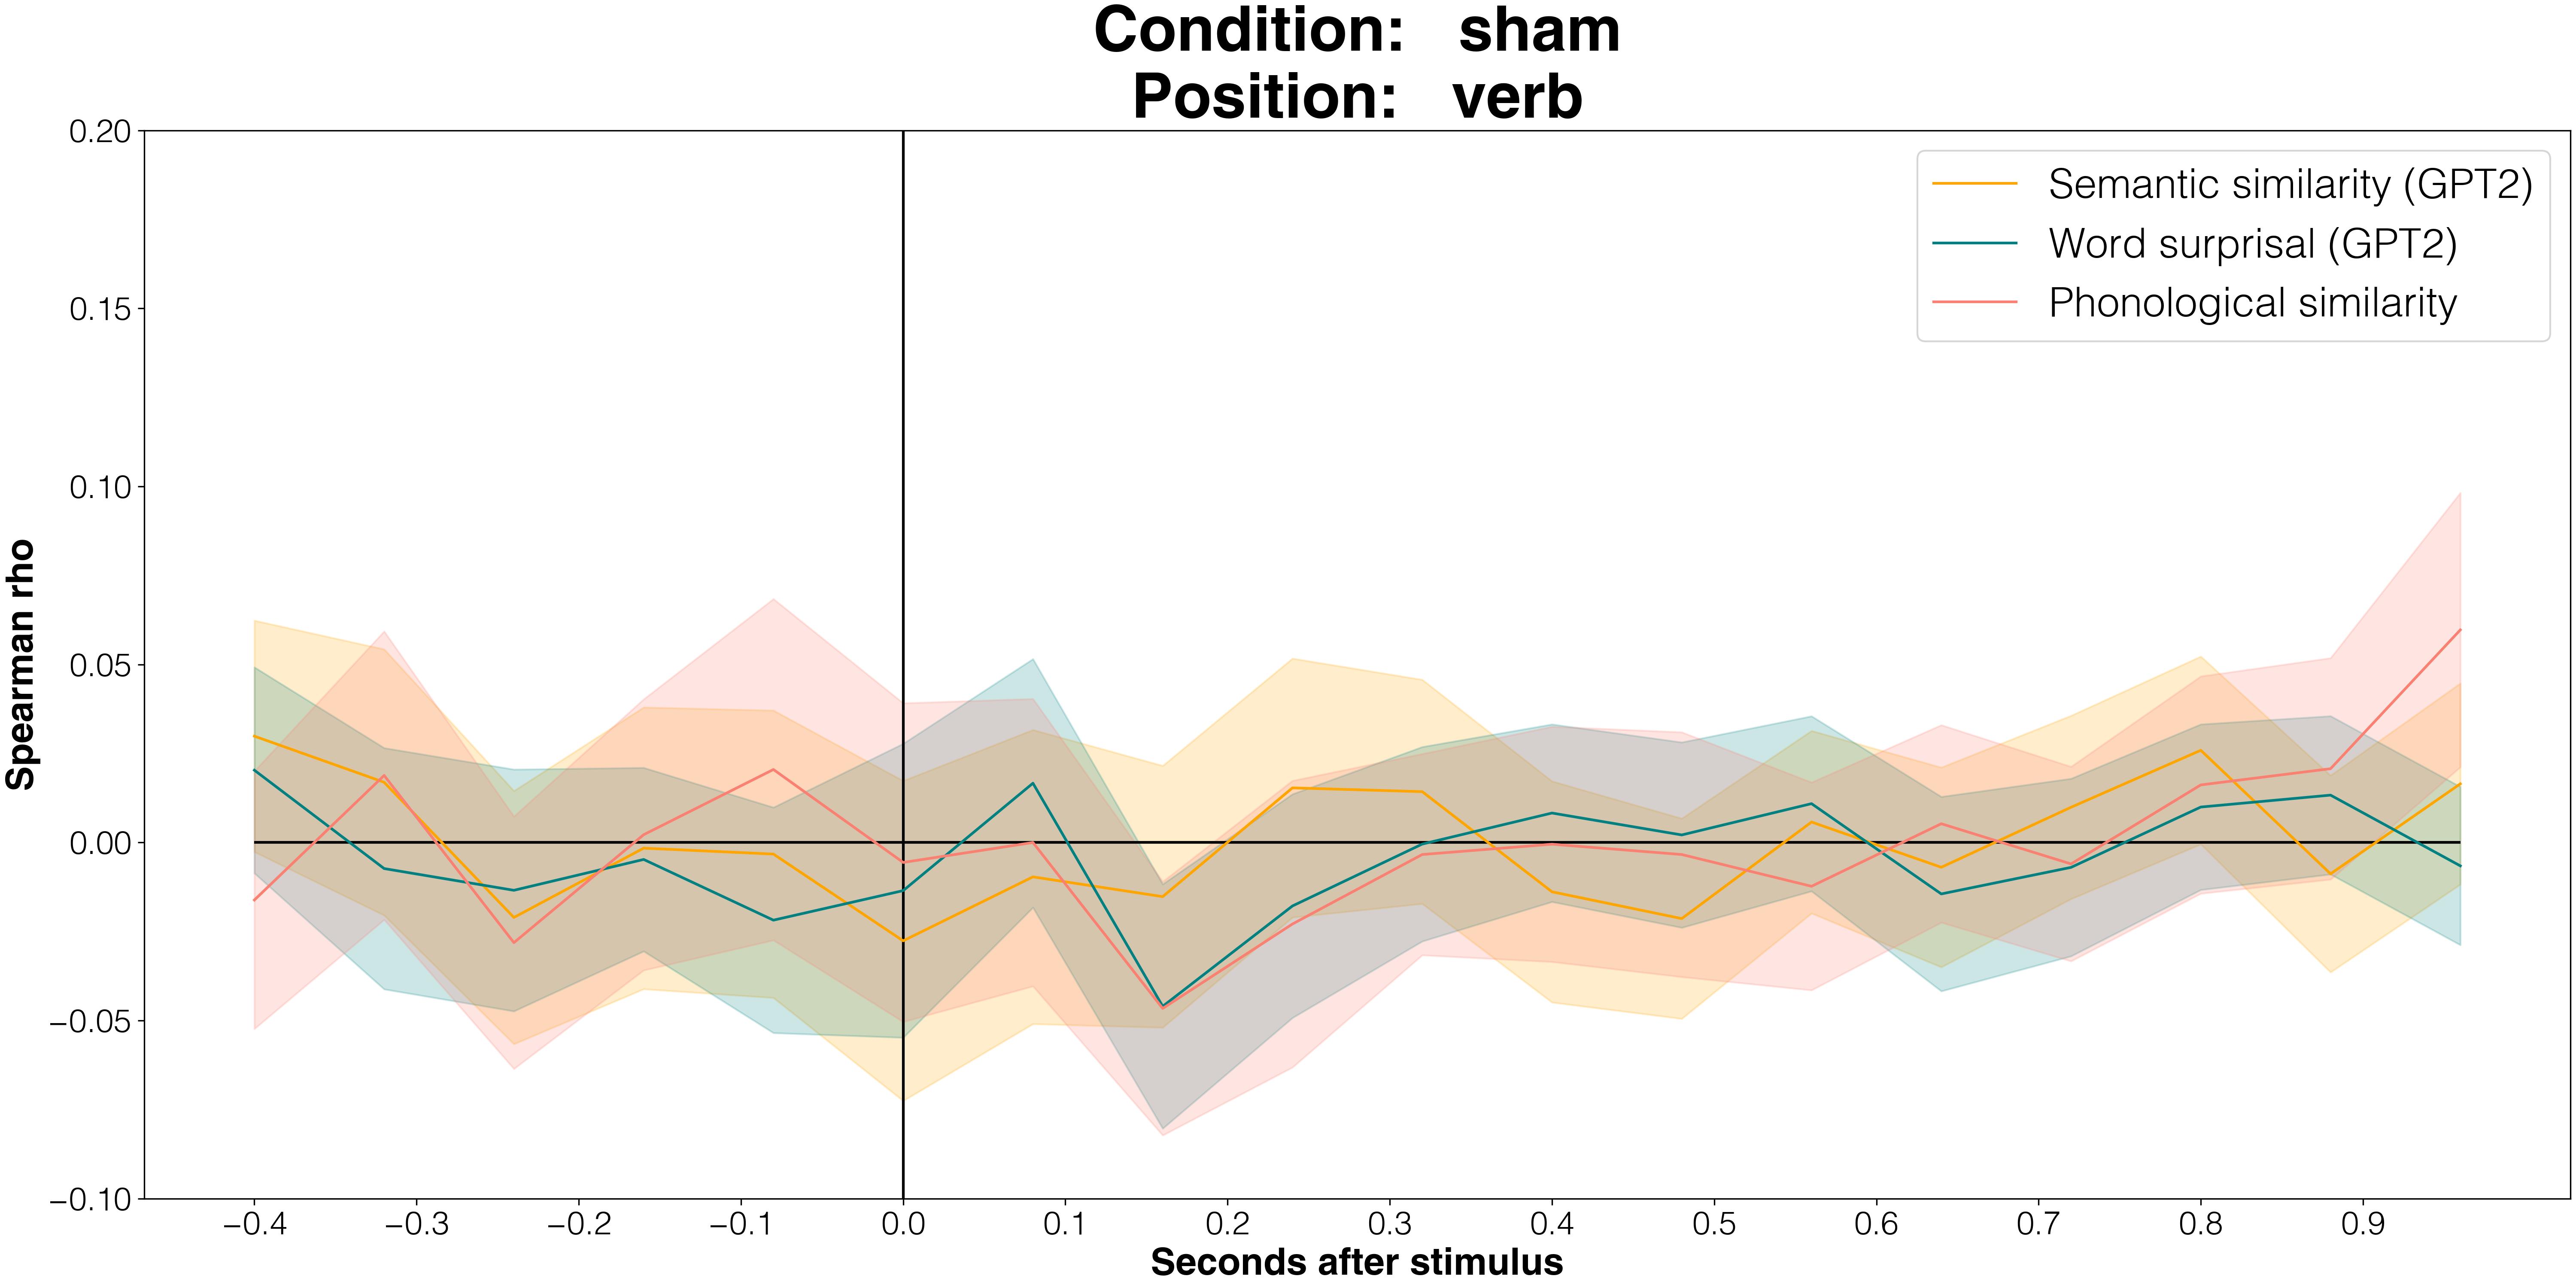 Condition: sham
Position: verb
0.20
0.15
0.10
0.05
0.00
−0.05
−0.10
Spearman rho
Semantic similarity (GPT2)
Word surprisal (GPT2)
Phonological similarity
−0.4 −0.3 −0.2 −0.1 0.0 0.1 0.2 0.3 0.4 0.5 0.6 0.7 0.8 0.9
Seconds after stimulus